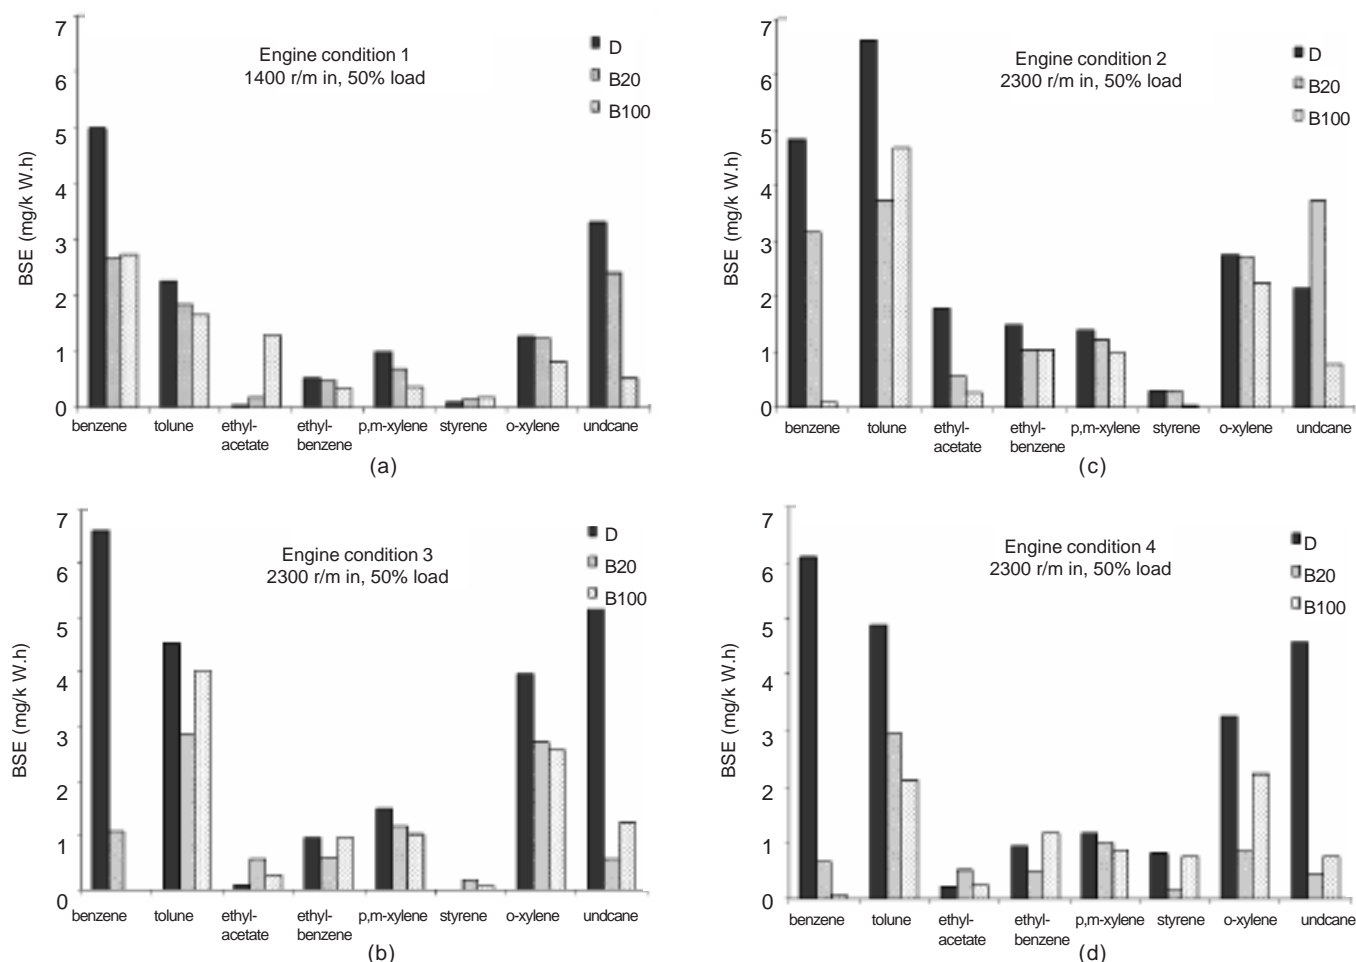 7
6
5
4
3
2
1
0
BSE (mg/k W.h)
Engine condition 1
1400 r/m in, 50% load
D
B20
B100
benzene tolune ethyl- ethyl- p,m-xylene styrene o-xylene undcane
acetate benzene
(a)
7
6
5
4
3
2
1
0
BSE (mg/k W.h)
Engine condition 2
2300 r/m in, 50% load
D
B20
B100
benzene tolune ethyl- ethyl- p,m-xylene styrene o-xylene undcane
acetate benzene
(c)
7
6
5
4
3
2
1
0
BSE (mg/k W.h)
Engine condition 3
2300 r/m in, 50% load
D
B20
B100
benzene tolune ethyl- ethyl- p,m-xylene styrene o-xylene undcane
acetate benzene
(b)
7
6
5
4
3
2
1
0
BSE (mg/k W.h)
Engine condition 4
2300 r/m in, 50% load
D
B20
B100
benzene tolune ethyl- ethyl- p,m-xylene styrene o-xylene undcane
acetate benzene
(d)